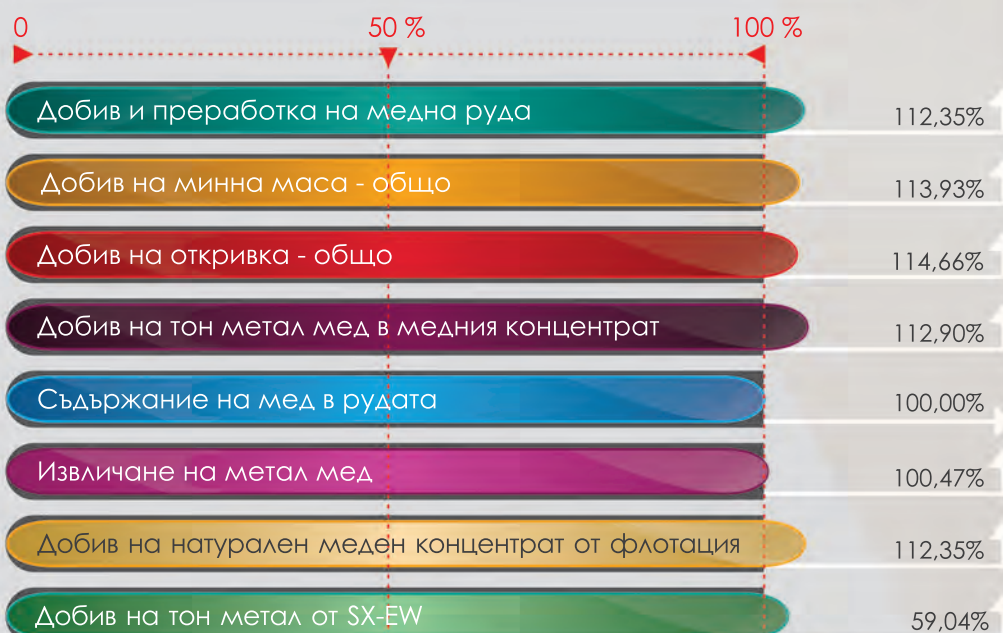 0 50 % 100 %
Добив и преработка на медна руда 112,35%
Добив на минна маса - общо 113,93%
Добив на откривка - общо 114,66%
Добив на тон метал мед в медния концентрат 112,90%
Съдържание на мед в рудата 100,00%
Извличане на метал мед 100,47%
Добив на натурален меден концентрат от флотация 112,35%
Добив на тон метал от SX-EW 59,04%